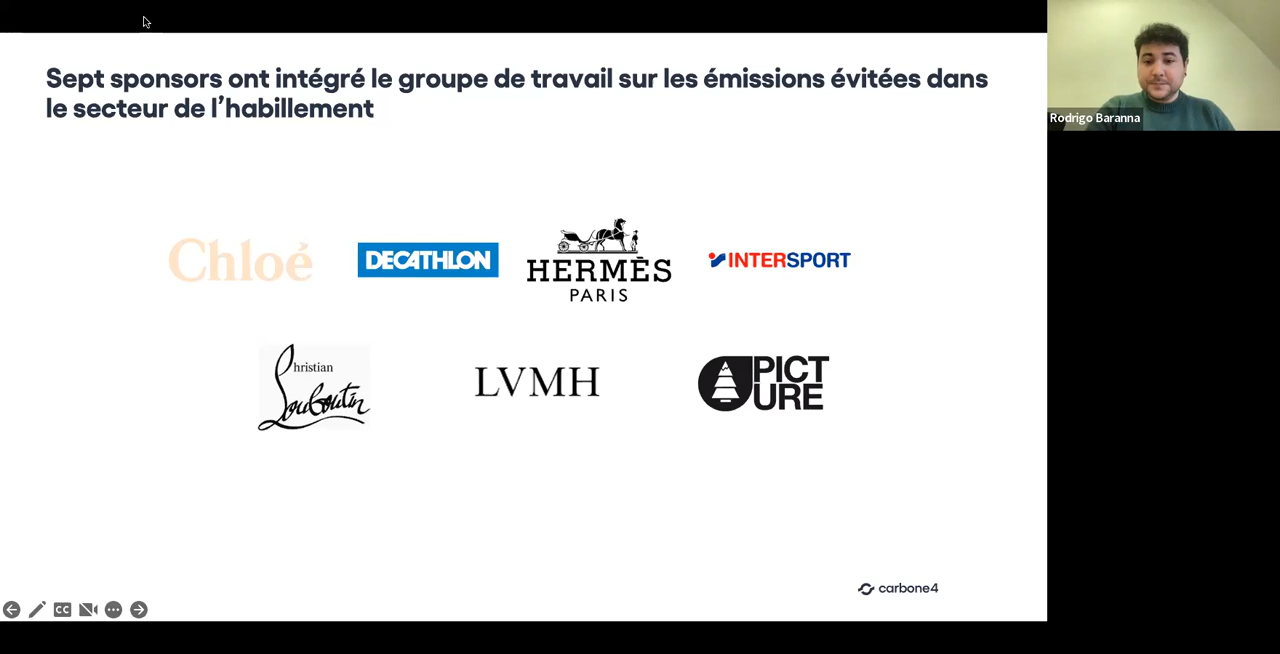 Sept sponsors ont intégré le groupe de travail sur les émissions évitées dans
le secteur de l'habillement
Rodrigo Baranna
Chloé
DECATHLON
HERMÈS
PARIS
INTERSPORT
Christian
Louboutin
LVMH
PICT
URE
carbone4
CC